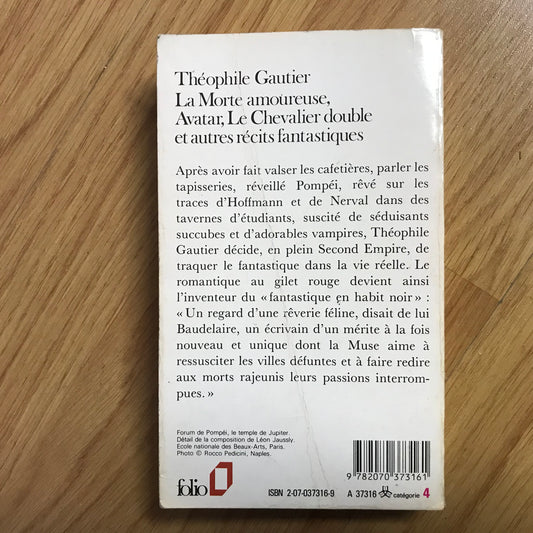 Théophile Gautier
La Morte amoureuse,
Avatar, Le Chevalier double
et autres récits fantastiques
Après avoir fait valser les cafetières, parler les
tapisseries, réveillé Pompéi, rêvé sur les
traces d'Hoffmann et de Nerval dans des
tavernes d'étudiants, suscité de séduisants
succubes et d'adorables vampires, Théophile
Gautier décide, en plein Second Empire, de
traquer le fantastique dans la vie réelle. Le
romantique au gilet rouge devient ainsi
l'inventeur du « fantastique en habit noir » :
« Un regard d'une rêverie féline, disait de lui
Baudelaire, un écrivain d'un mérite à la fois
nouveau et unique dont la Muse aime à
ressusciter les villes défuntes et à faire redire
aux morts rajeunis leurs passions interrom-
pues. »
Forum de Pompéi, le temple de Jupiter.
Détail de la composition de Léon Jaussly.
Ecole nationale des Beaux-Arts, Paris.
Photo © Rocco Pedicini, Naples.
9 782070 373161
folio
ISBN 2-07-037316-9 A 37316 catégorie 4